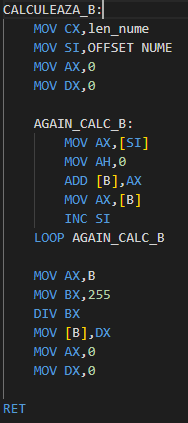 CALCULEAZA_B:
MOV CX,len_nume
MOV SI,OFFSET NUME
MOV AX,0
MOV DX,0
AGAIN_CALC_B:
MOV AX,[SI]
MOV AH,0
ADD [B],AX
MOV AX,[B]
INC SI
LOOP AGAIN_CALC_B
MOV AX,B
MOV BX,255
DIV BX
MOV [B],DX
MOV AX,0
MOV DX,0
RET